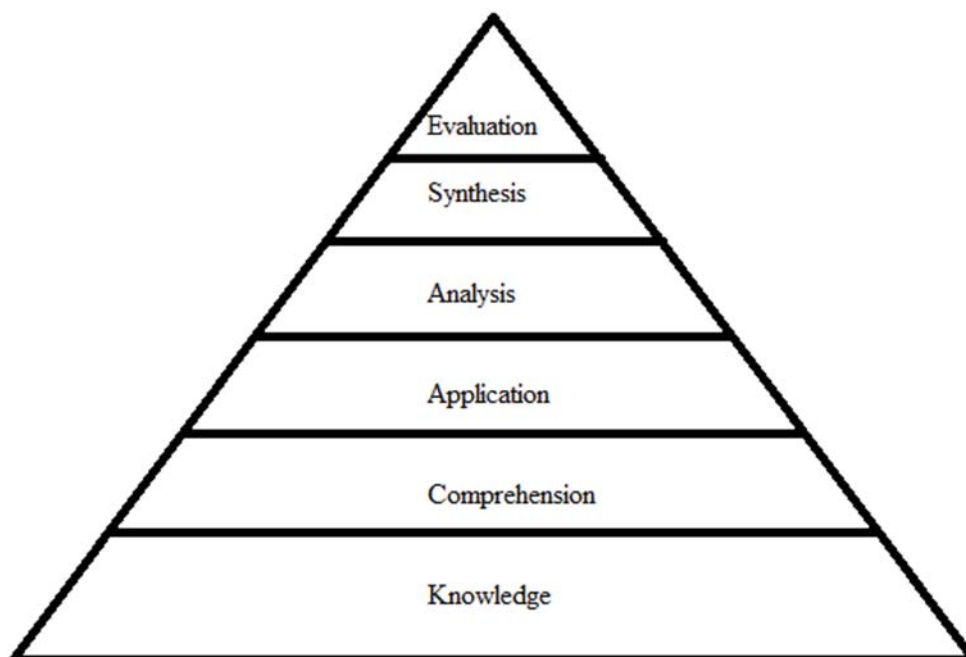 Evaluation
Synthesis
Analysis
Application
Comprehension
Knowledge